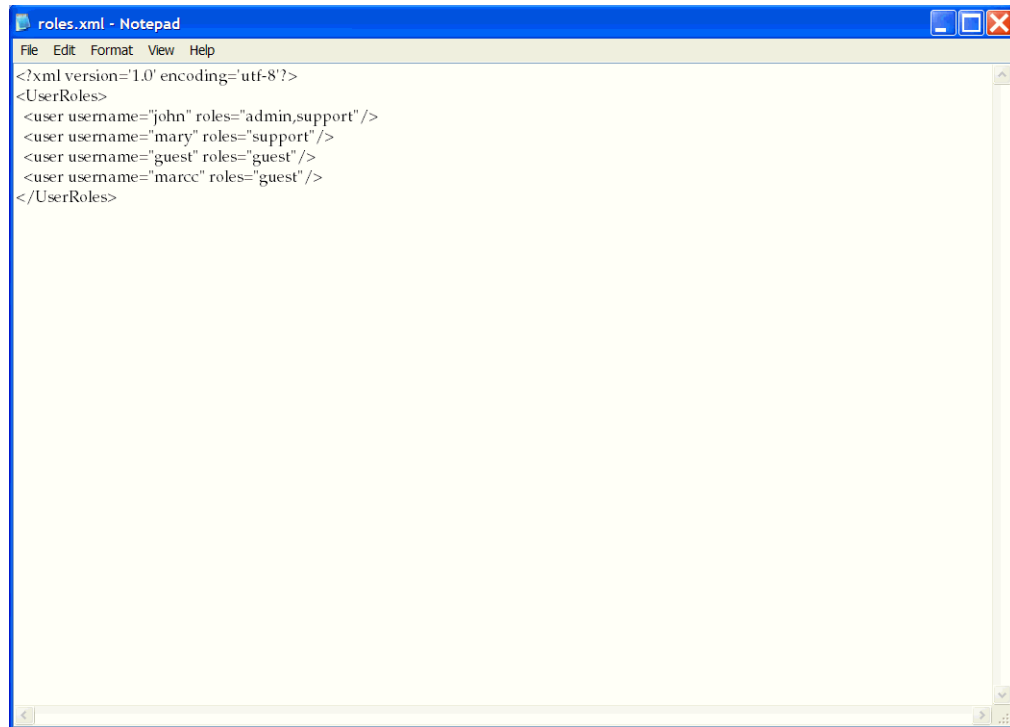 roles.xml - Notepad
File Edit Format View Help
<?xml version='1.0' encoding='utf-8'?>
<UserRoles>
<user username="john" roles="admin,support"/>
<user username="mary" roles="support"/>
<user username="guest" roles="guest"/>
<user username="marcc" roles="guest"/>
</UserRoles>